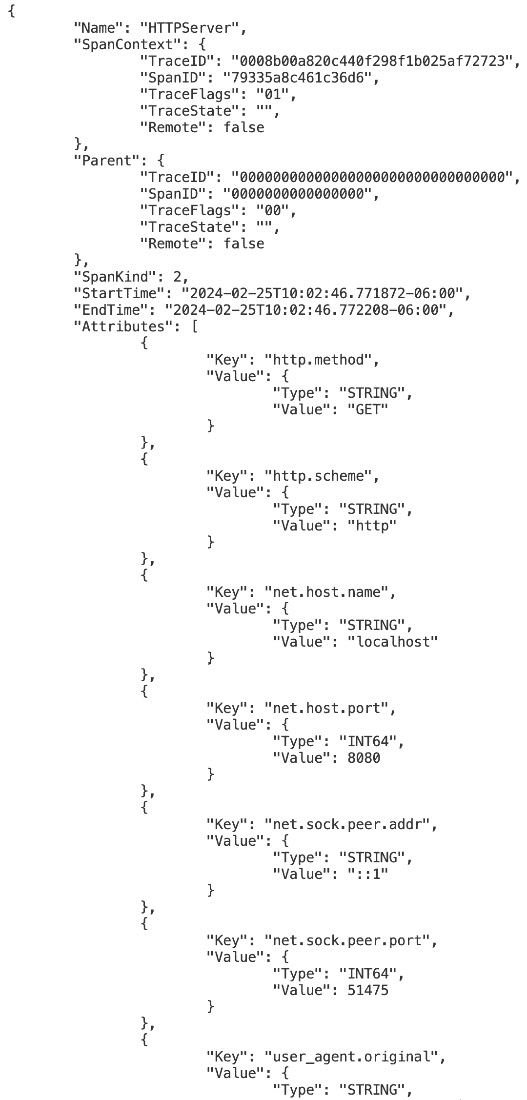 {
"Name": "HTTPServer",
"SpanContext": {
"TraceID": "0008b00a820c440f298f1b025af72723",
"SpanID": "79335a8c461c36d6",
"TraceFlags": "01",
"TraceState": "",
"Remote": false
},
"Parent": {
"TraceID": "00000000000000000000000000000000",
"SpanID": "0000000000000000",
"TraceFlags": "00",
"TraceState": "",
"Remote": false
},
"SpanKind": 2,
"StartTime": "2024-02-25T10:02:46.771872-06:00",
"EndTime": "2024-02-25T10:02:46.772208-06:00",
"Attributes": [
{
"Key": "http.method",
"Value": {
"Type": "STRING",
"Value": "GET"
}
},
{
"Key": "http.scheme",
"Value": {
"Type": "STRING",
"Value": "http"
}
},
{
"Key": "net.host.name",
"Value": {
"Type": "STRING",
"Value": "localhost"
}
},
{
"Key": "net.host.port",
"Value": {
"Type": "INT64",
"Value": 8080
}
},
{
"Key": "net.sock.peer.addr",
"Value": {
"Type": "STRING",
"Value": "::1"
}
},
{
"Key": "net.sock.peer.port",
"Value": {
"Type": "INT64",
"Value": 51475
}
},
{
"Key": "user_agent.original",
"Value": {
"Type": "STRING",